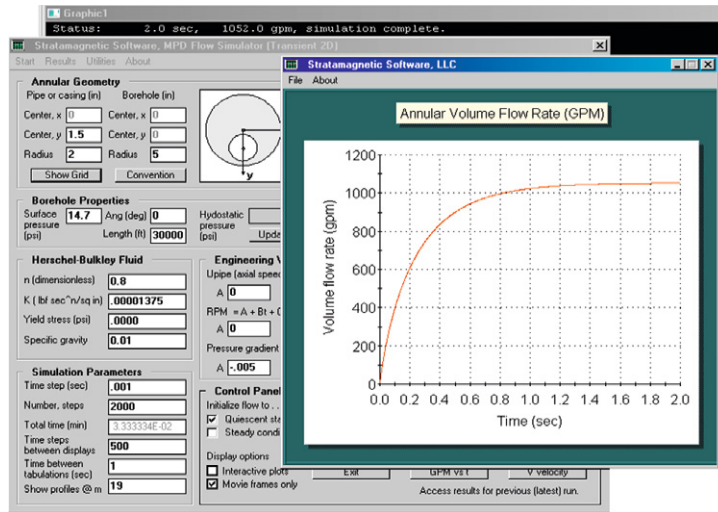 Graphic1
Status: 2.0 sec, 1052.0 gpm, simulation complete.
Stratamagnetic Software, MPD Flow Simulator (Transient 2D)
Start Results Utilities About
Annular Geometry
Pipe or casing (in) Borehole (in)
Center, x 0 Center, x 0
Center, y 1.5 Center, y 0
Radius 2 Radius 5
Show Grid Convention
y
Borehole Properties
Surface pressure (psi) 14.7 Ang (deg) 0
Length (ft) 30000
Hydostatic pressure (psi)
Herschel-Bulkley Fluid
n (dimensionless) 0.8
K ( lbf sec^n/sq in) .00001375
Yield stress (psi) .0000
Specific gravity 0.01
Engineering
Upipe (axial
A 0
RPM = A + Bt +
A 0
Pressure gradient
A -.005
Simulation Parameters
Time step (sec) .001
Number, steps 2000
Total time (min) 3.333334E-02
Time steps between displays 500
Time between tabulations (sec) 1
Show profiles @ m 19
Control
Initialize flow to . .
Quiescent
Steady
Display options
Interactive plots
Movie frames only
Exit GPM vs t V velocity
Access results for previous (latest) run.
Stratamagnetic Software, LLC
File About
Annular Volume Flow Rate (GPM)
Volume flow rate (gpm)
1200
1000
800
600
400
200
0
0.0 0.2 0.4 0.6 0.8 1.0 1.2 1.4 1.6 1.8 2.0
Time (sec)